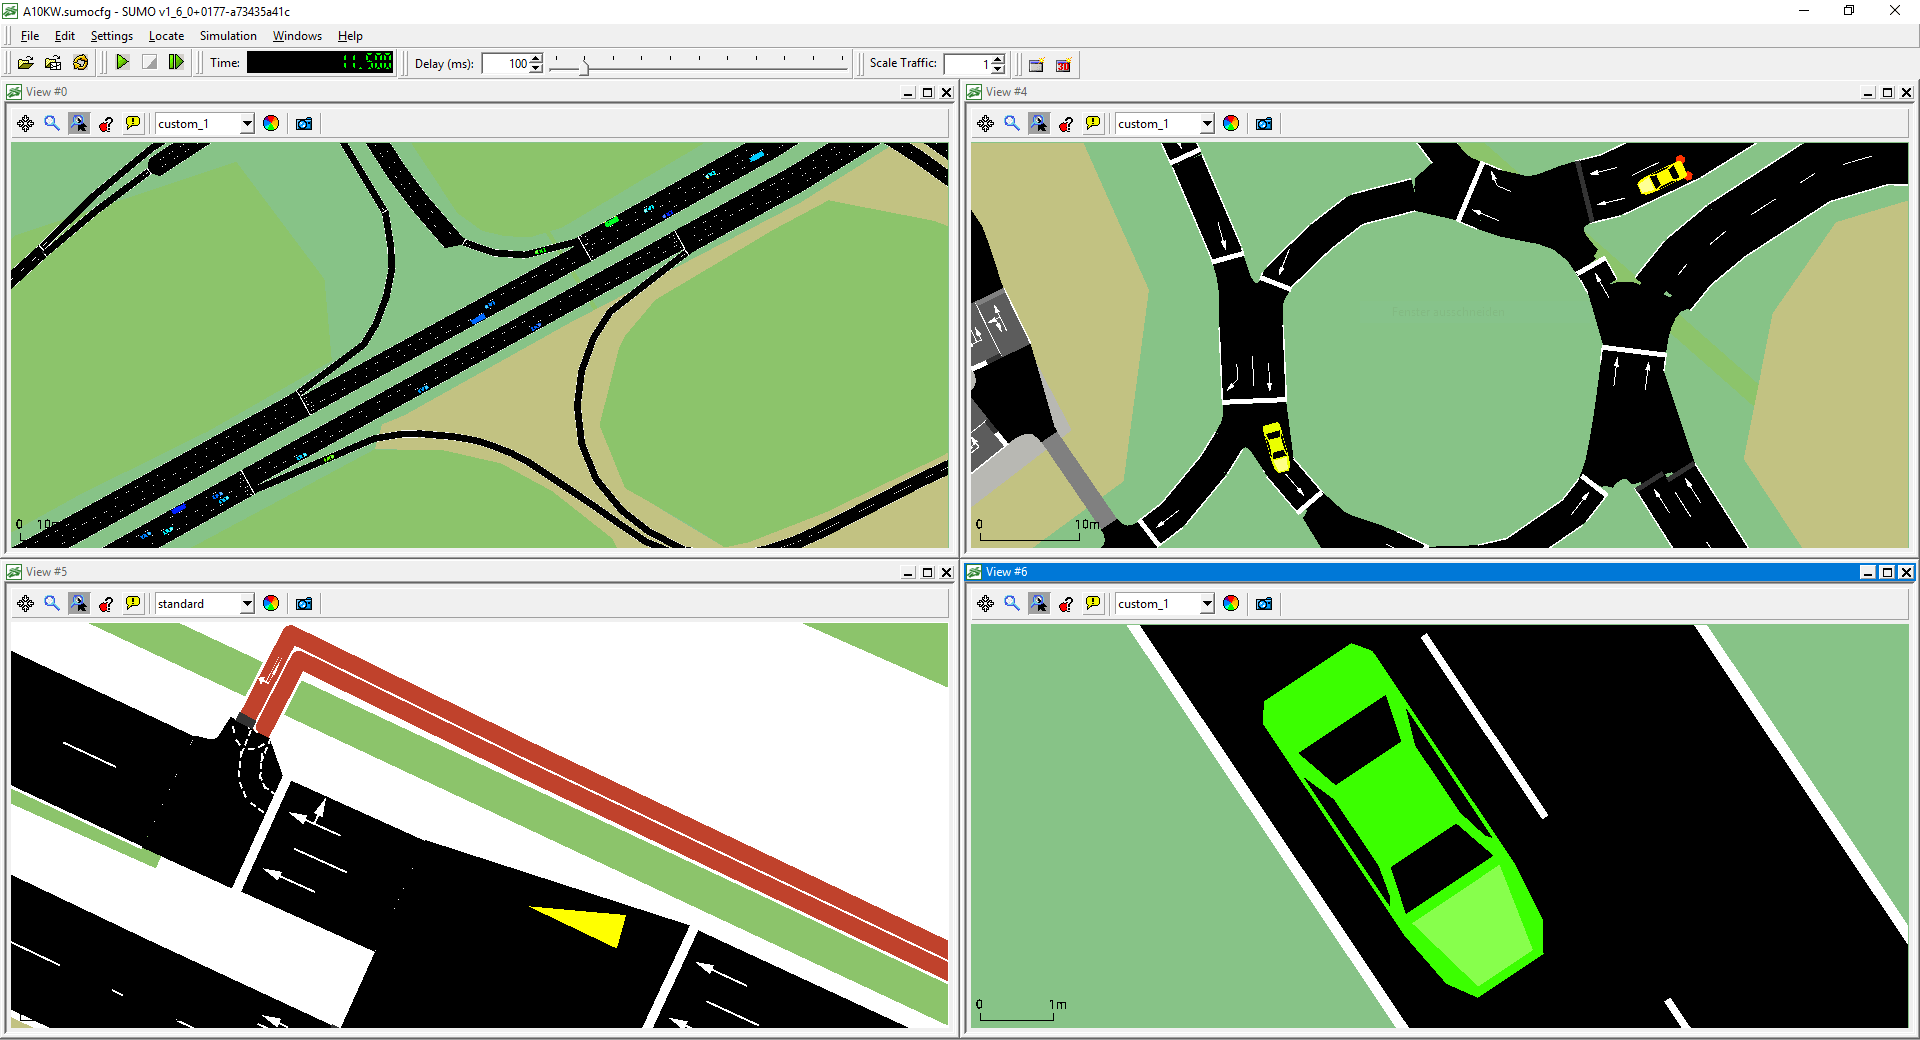 A10KW.sumocfg - SUMO v1_6_0+0177-a73435a41c
File Edit Settings Locate Simulation Windows Help
Time: 11.500 Delay (ms): 100 Scale Traffic: 1
View #0
custom_1
0 10m
View #4
custom_1
0 10m
View #5
standard
View #6
custom_1
0 1m